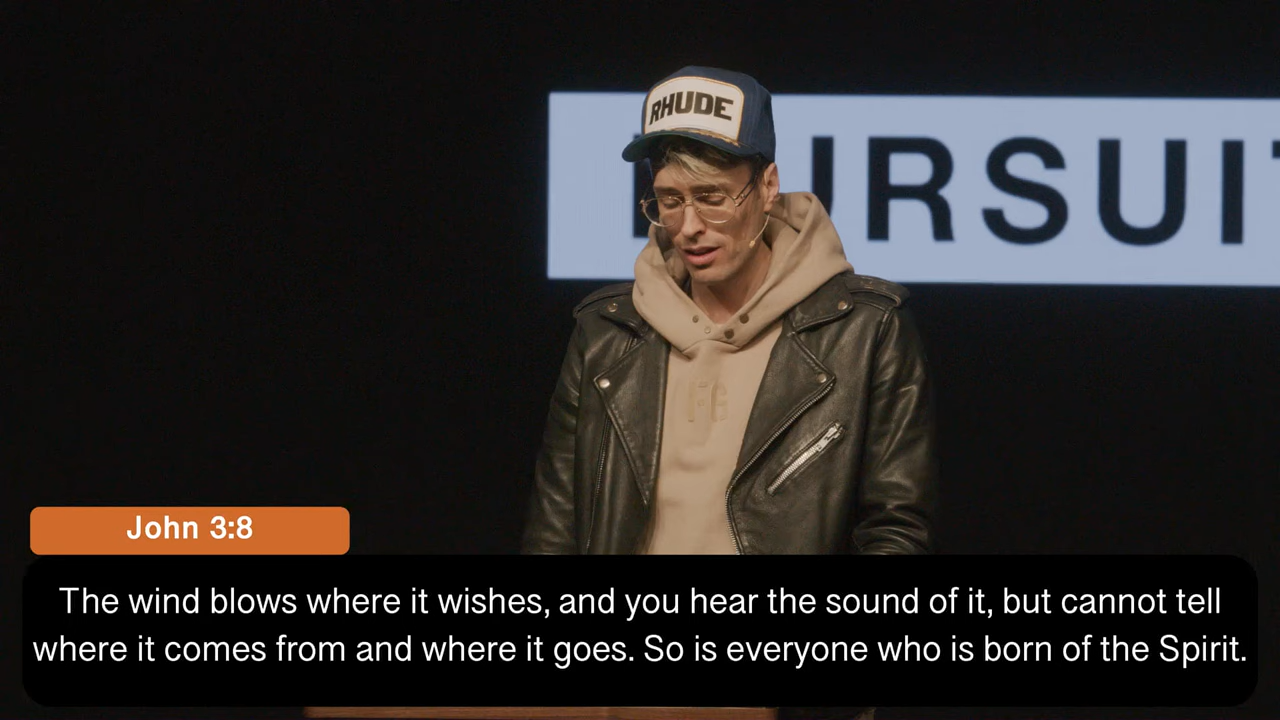 RHUDE
PURSUIT
John 3:8
The wind blows where it wishes, and you hear the sound of it, but cannot tell
where it comes from and where it goes. So is everyone who is born of the Spirit.